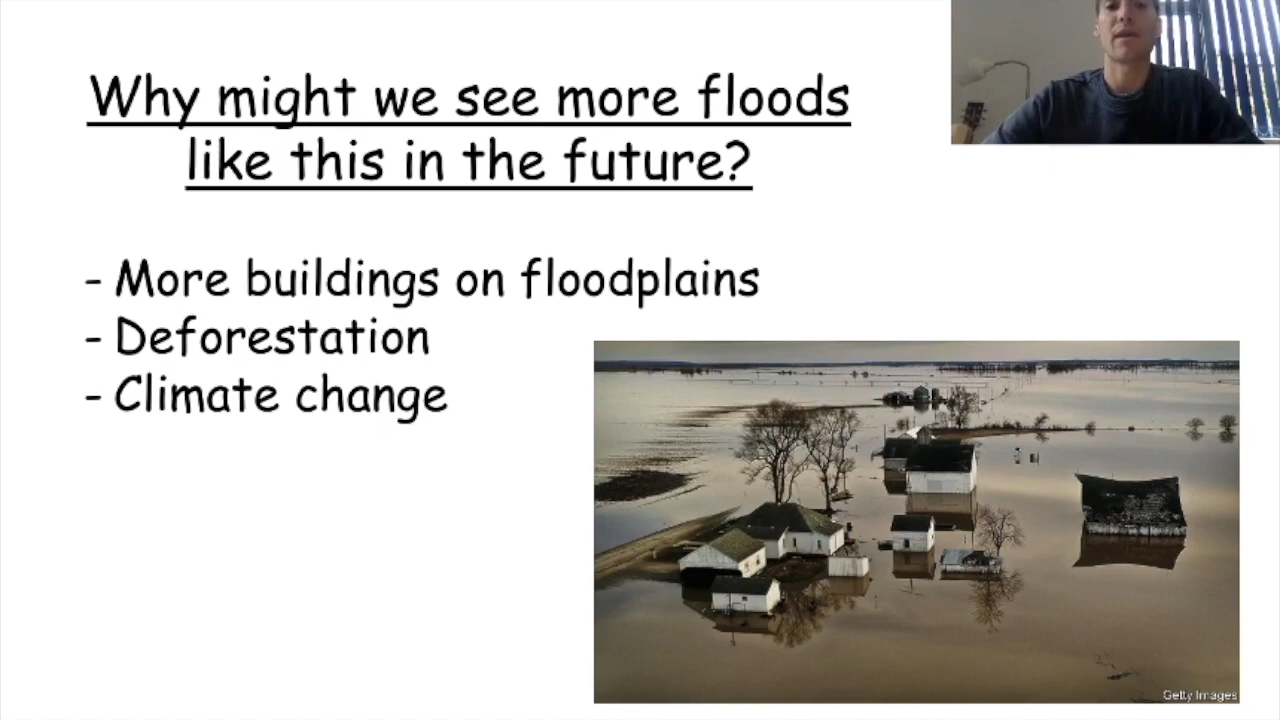 Why might we see more floods
like this in the future?
- More buildings on floodplains
- Deforestation
- Climate change
Getty Images